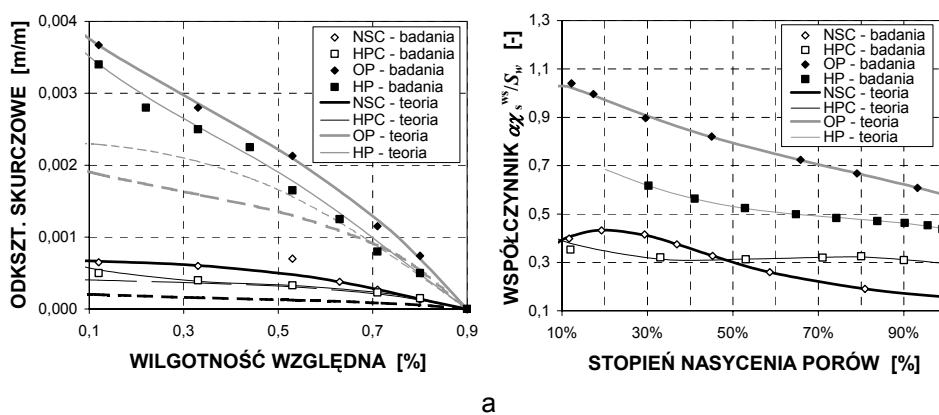 ODKSZT. SKURCZOWE [m/m]
0,004
0,003
0,002
0,001
0,000
NSC - badania
HPC - badania
OP - badania
HP - badania
NSC - teoria
HPC - teoria
OP - teoria
HP - teoria
0,1 0,3 0,5 0,7 0,9
WILGOTNOŚĆ WZGLĘDNA [%]
WSPÓŁCZYNNIK αχₛʷˢ/S_w [-]
1,3
1,1
0,9
0,7
0,5
0,3
0,1
NSC - badania
HPC - badania
OP - badania
HP - badania
NSC - teoria
HPC - teoria
OP - teoria
HP - teoria
10% 30% 50% 70% 90%
STOPIEŃ NASYCENIA PORÓW [%]
a